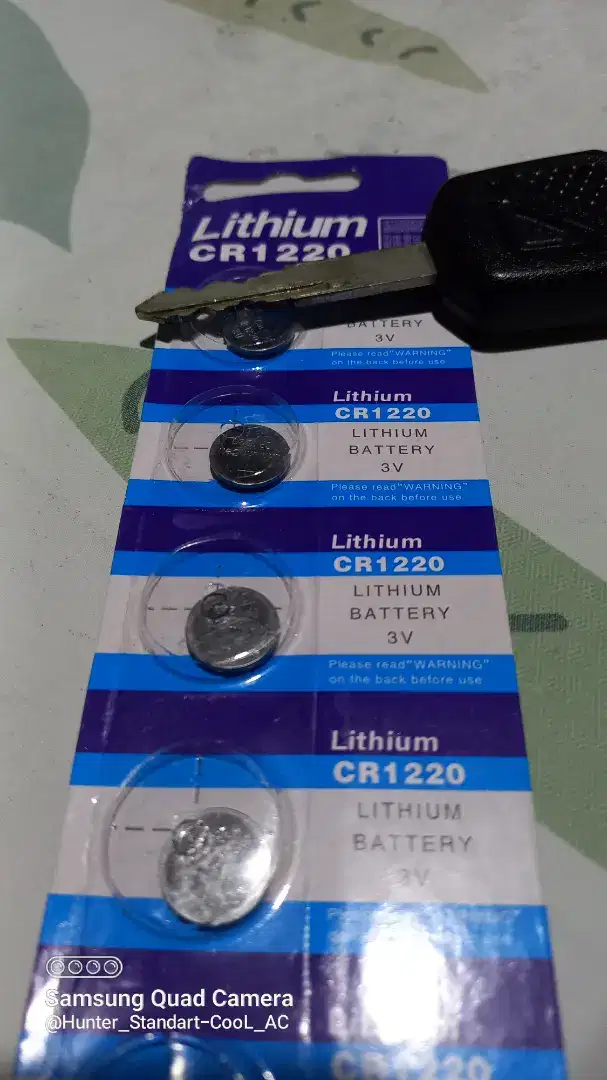 Lithium
CR1220
BATTERY
3V
Please read"WARNING"
on the back before use
Lithium
CR1220
LITHIUM
BATTERY
3V
Please read"WARNING"
on the back before use
Lithium
CR1220
LITHIUM
BATTERY
3V
Please read"WARNING"
on the back before use
Lithium
CR1220
LITHIUM
BATTERY
3V
CR1220
Samsung Quad Camera
@Hunter_Standart-CooL_AC